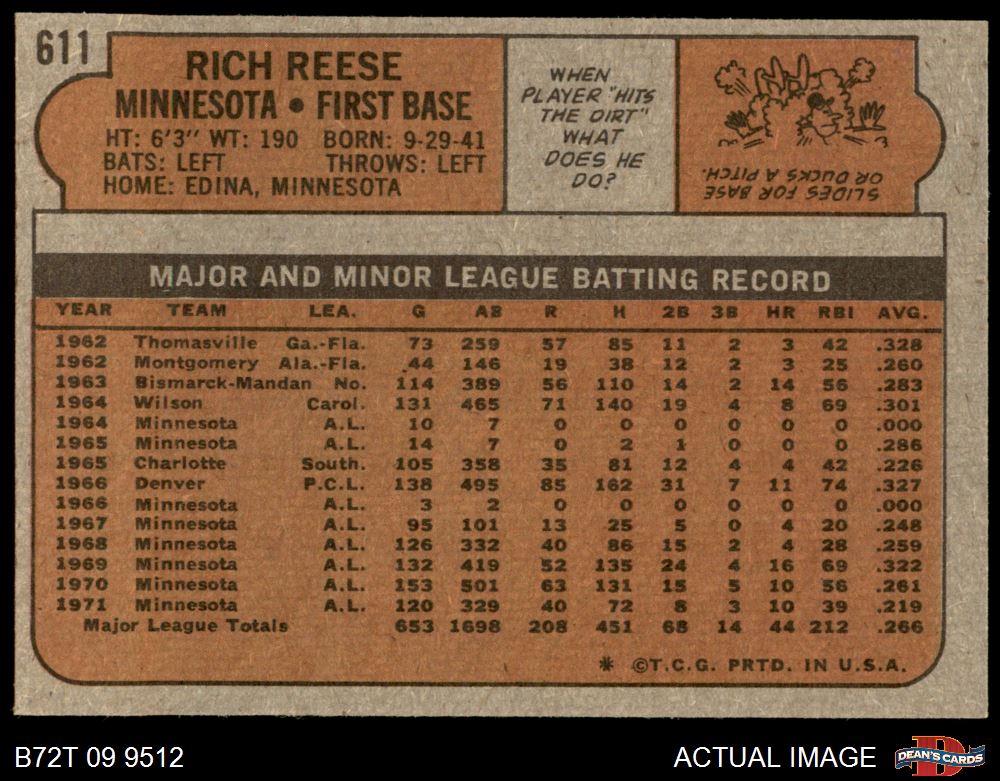 611
RICH REESE
MINNESOTA • FIRST BASE
HT: 6'3" WT: 190 BORN: 9-29-41
BATS: LEFT THROWS: LEFT
HOME: EDINA, MINNESOTA
WHEN
PLAYER "HITS
THE DIRT"
WHAT
DOES HE
DO?
SLIDES FOR BASE
OR DUCKS A PITCH.
MAJOR AND MINOR LEAGUE BATTING RECORD
YEAR TEAM LEA. G AB R H 2B 3B HR RBI AVG.
1962 Thomasville Ga.-Fla. 73 259 57 85 11 2 3 42 .328
1962 Montgomery Ala.-Fla. 44 146 19 38 12 2 3 25 .260
1963 Bismarck-Mandan No. 114 389 56 110 14 2 14 56 .283
1964 Wilson Carol. 131 465 71 140 19 4 8 69 .301
1964 Minnesota A.L. 10 7 0 0 0 0 0 0 .000
1965 Minnesota A.L. 14 7 0 2 1 0 0 0 .286
1965 Charlotte South. 105 358 35 81 12 4 4 42 .226
1966 Denver P.C.L. 138 495 85 162 31 7 11 74 .327
1966 Minnesota A.L. 3 2 0 0 0 0 0 0 .000
1967 Minnesota A.L. 95 101 13 25 5 0 4 20 .248
1968 Minnesota A.L. 126 332 40 86 15 2 4 28 .259
1969 Minnesota A.L. 132 419 52 135 24 4 16 69 .322
1970 Minnesota A.L. 153 501 63 131 15 5 10 56 .261
1971 Minnesota A.L. 120 329 40 72 8 3 10 39 .219
Major League Totals 653 1698 208 451 68 14 44 212 .266
* ©T.C.G. PRTD. IN U.S.A.
B72T 09 9512
ACTUAL IMAGE
D
DEAN'S CARDS